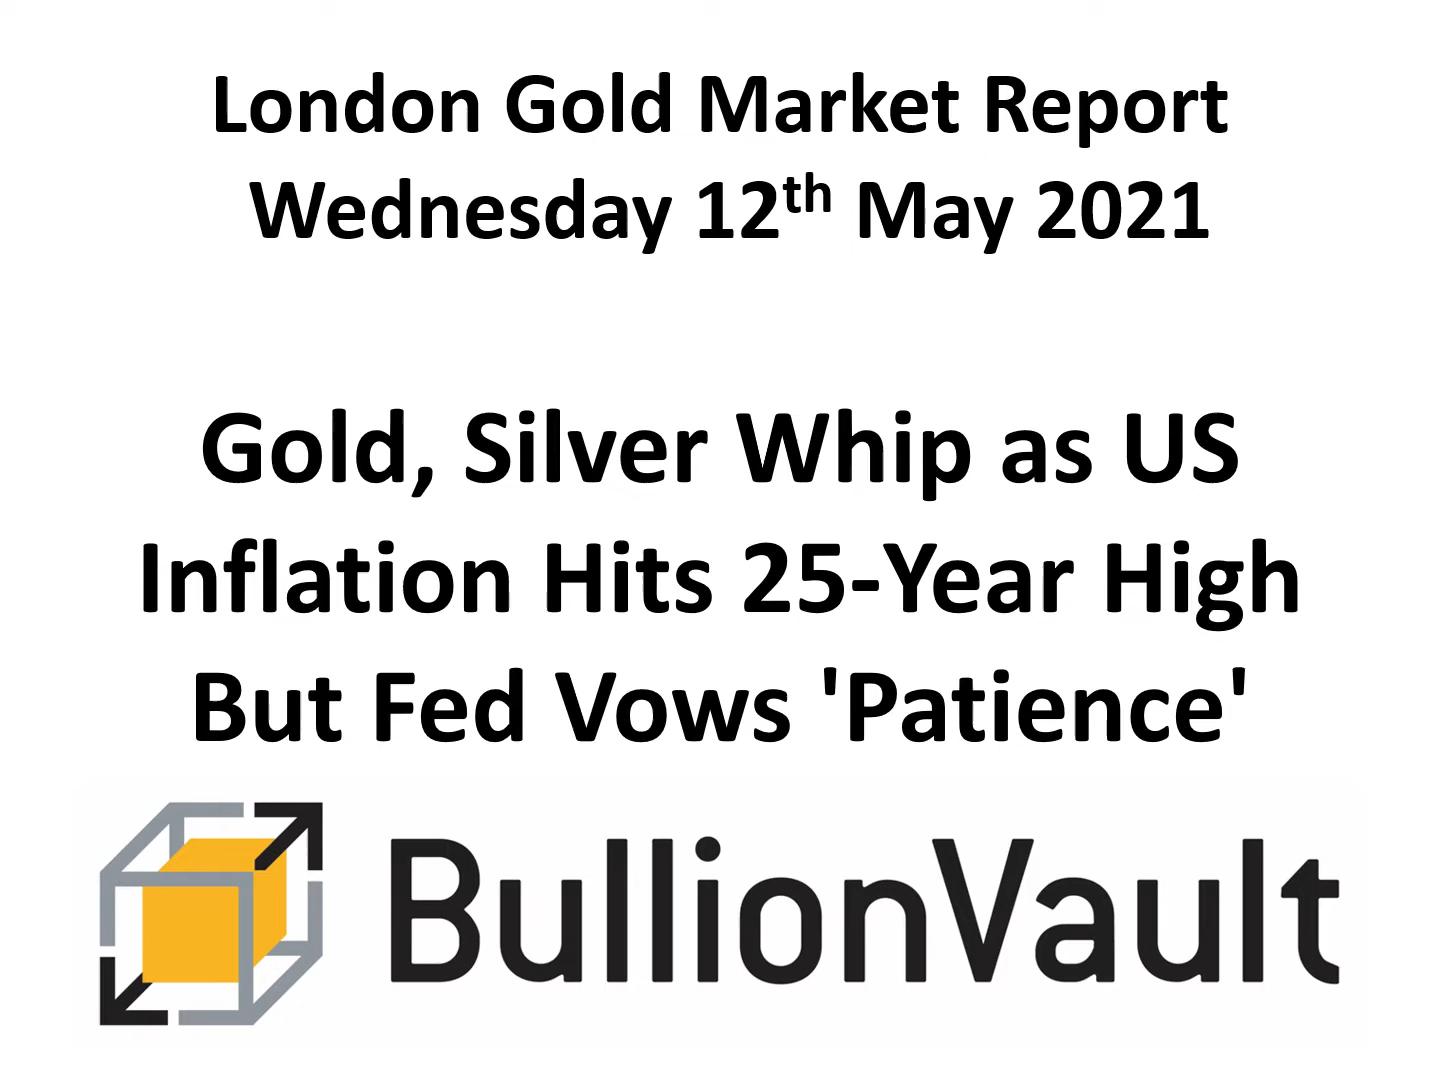 London Gold Market Report
Wednesday 12th May 2021
Gold, Silver Whip as US
Inflation Hits 25-Year High
But Fed Vows 'Patience'
BullionVault